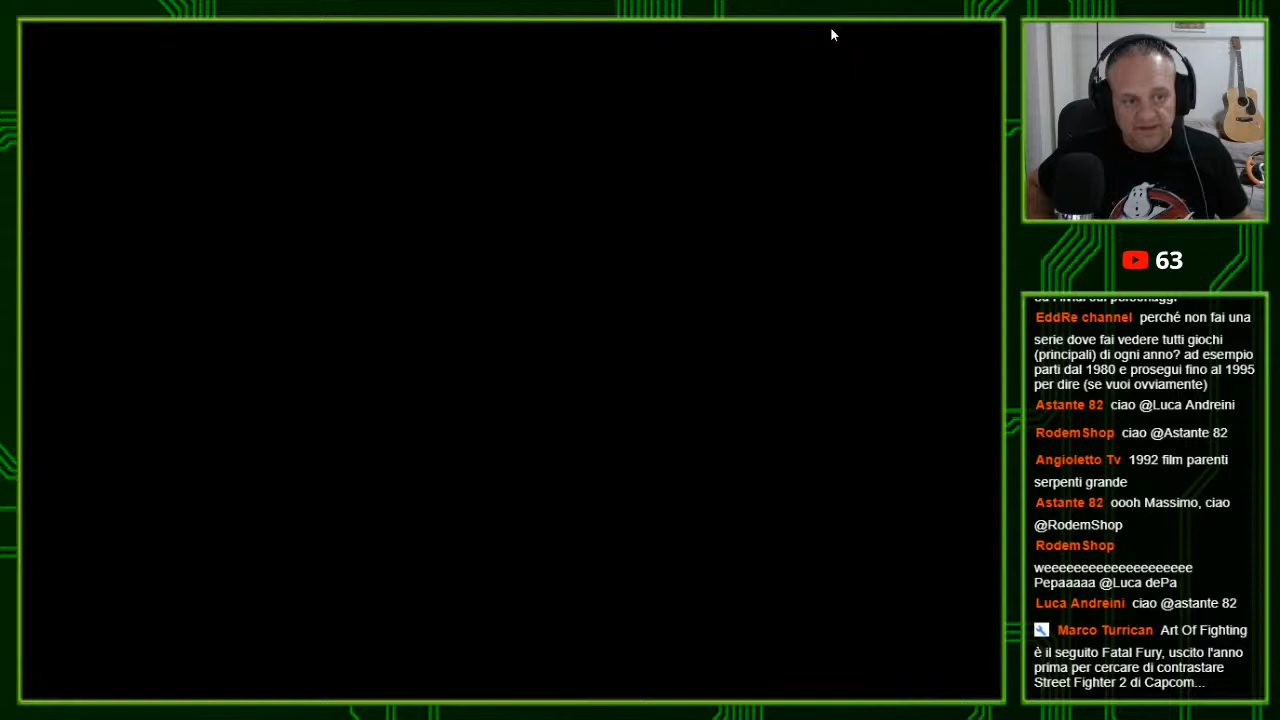 63
EddRe channel perché non fai una
serie dove fai vedere tutti giochi
(principali) di ogni anno? ad esempio
parti dal 1980 e prosegui fino al 1995
per dire (se vuoi ovviamente)
Astante 82 ciao @Luca Andreini
RodemShop ciao @Astante 82
Angioletto Tv 1992 film parenti
serpenti grande
Astante 82 oooh Massimo, ciao
@RodemShop
RodemShop
weeeeeeeeeeeeeeeeeeee
Pepaaaaa @Luca dePa
Luca Andreini ciao @astante 82
Marco Turrican Art Of Fighting
è il seguito Fatal Fury, uscito l'anno
prima per cercare di contrastare
Street Fighter 2 di Capcom...